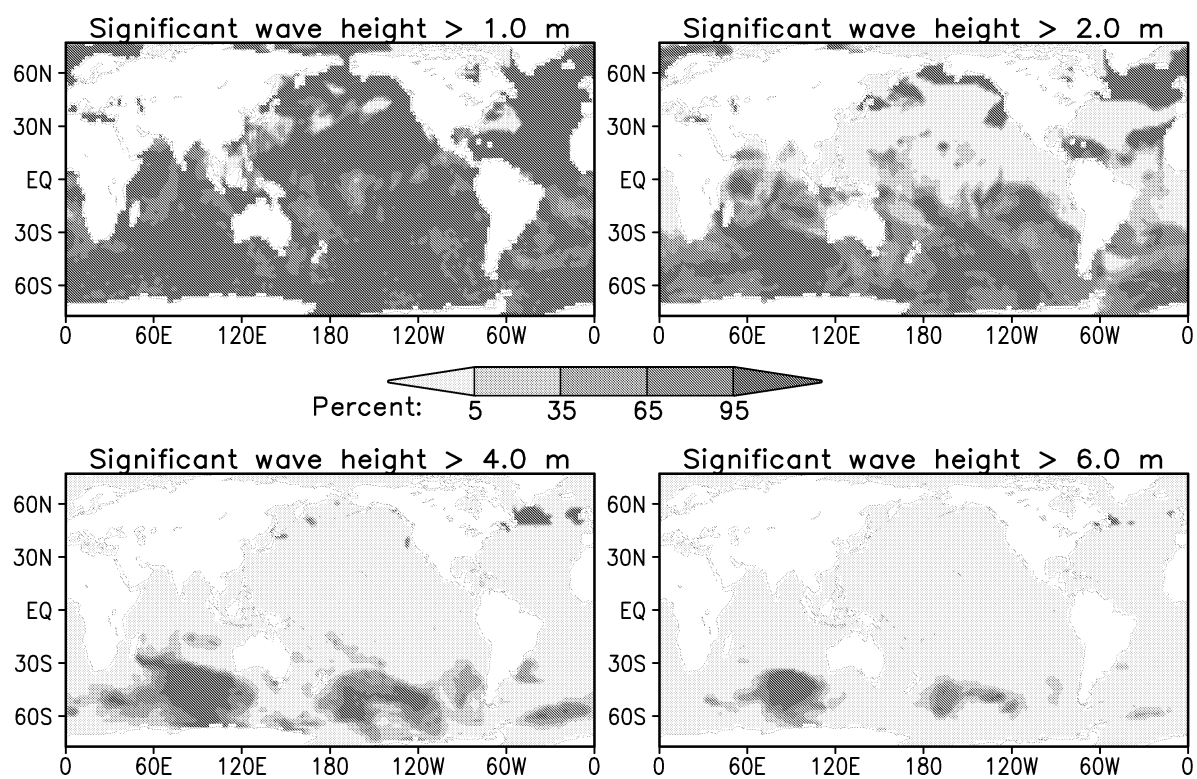 Significant wave height > 1.0 m
60N
30N
EQ
30S
60S
0 60E 120E 180 120W 60W 0
Significant wave height > 2.0 m
60N
30N
EQ
30S
60S
0 60E 120E 180 120W 60W 0
Percent: 5 35 65 95
Significant wave height > 4.0 m
60N
30N
EQ
30S
60S
0 60E 120E 180 120W 60W 0
Significant wave height > 6.0 m
60N
30N
EQ
30S
60S
0 60E 120E 180 120W 60W 0